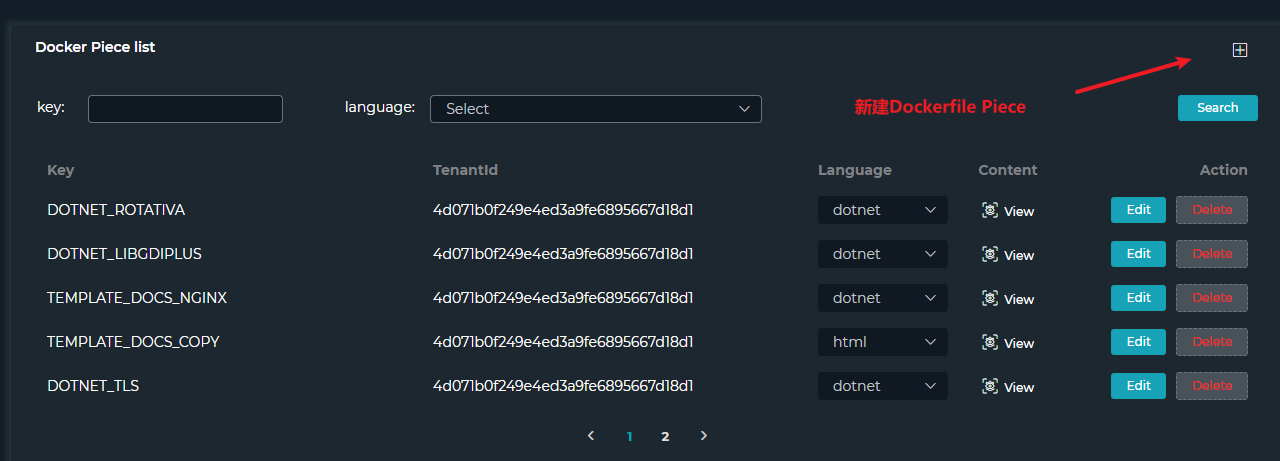 Docker Piece list
key: language: Select 新建Dockerfile Piece Search
Key TenantId Language Content Action
DOTNET_ROTATIVA 4d071b0f249e4ed3a9fe6895667d18d1 dotnet View Edit Delete
DOTNET_LIBGDIPLUS 4d071b0f249e4ed3a9fe6895667d18d1 dotnet View Edit Delete
TEMPLATE_DOCS_NGINX 4d071b0f249e4ed3a9fe6895667d18d1 dotnet View Edit Delete
TEMPLATE_DOCS_COPY 4d071b0f249e4ed3a9fe6895667d18d1 html View Edit Delete
DOTNET_TLS 4d071b0f249e4ed3a9fe6895667d18d1 dotnet View Edit Delete
1 2